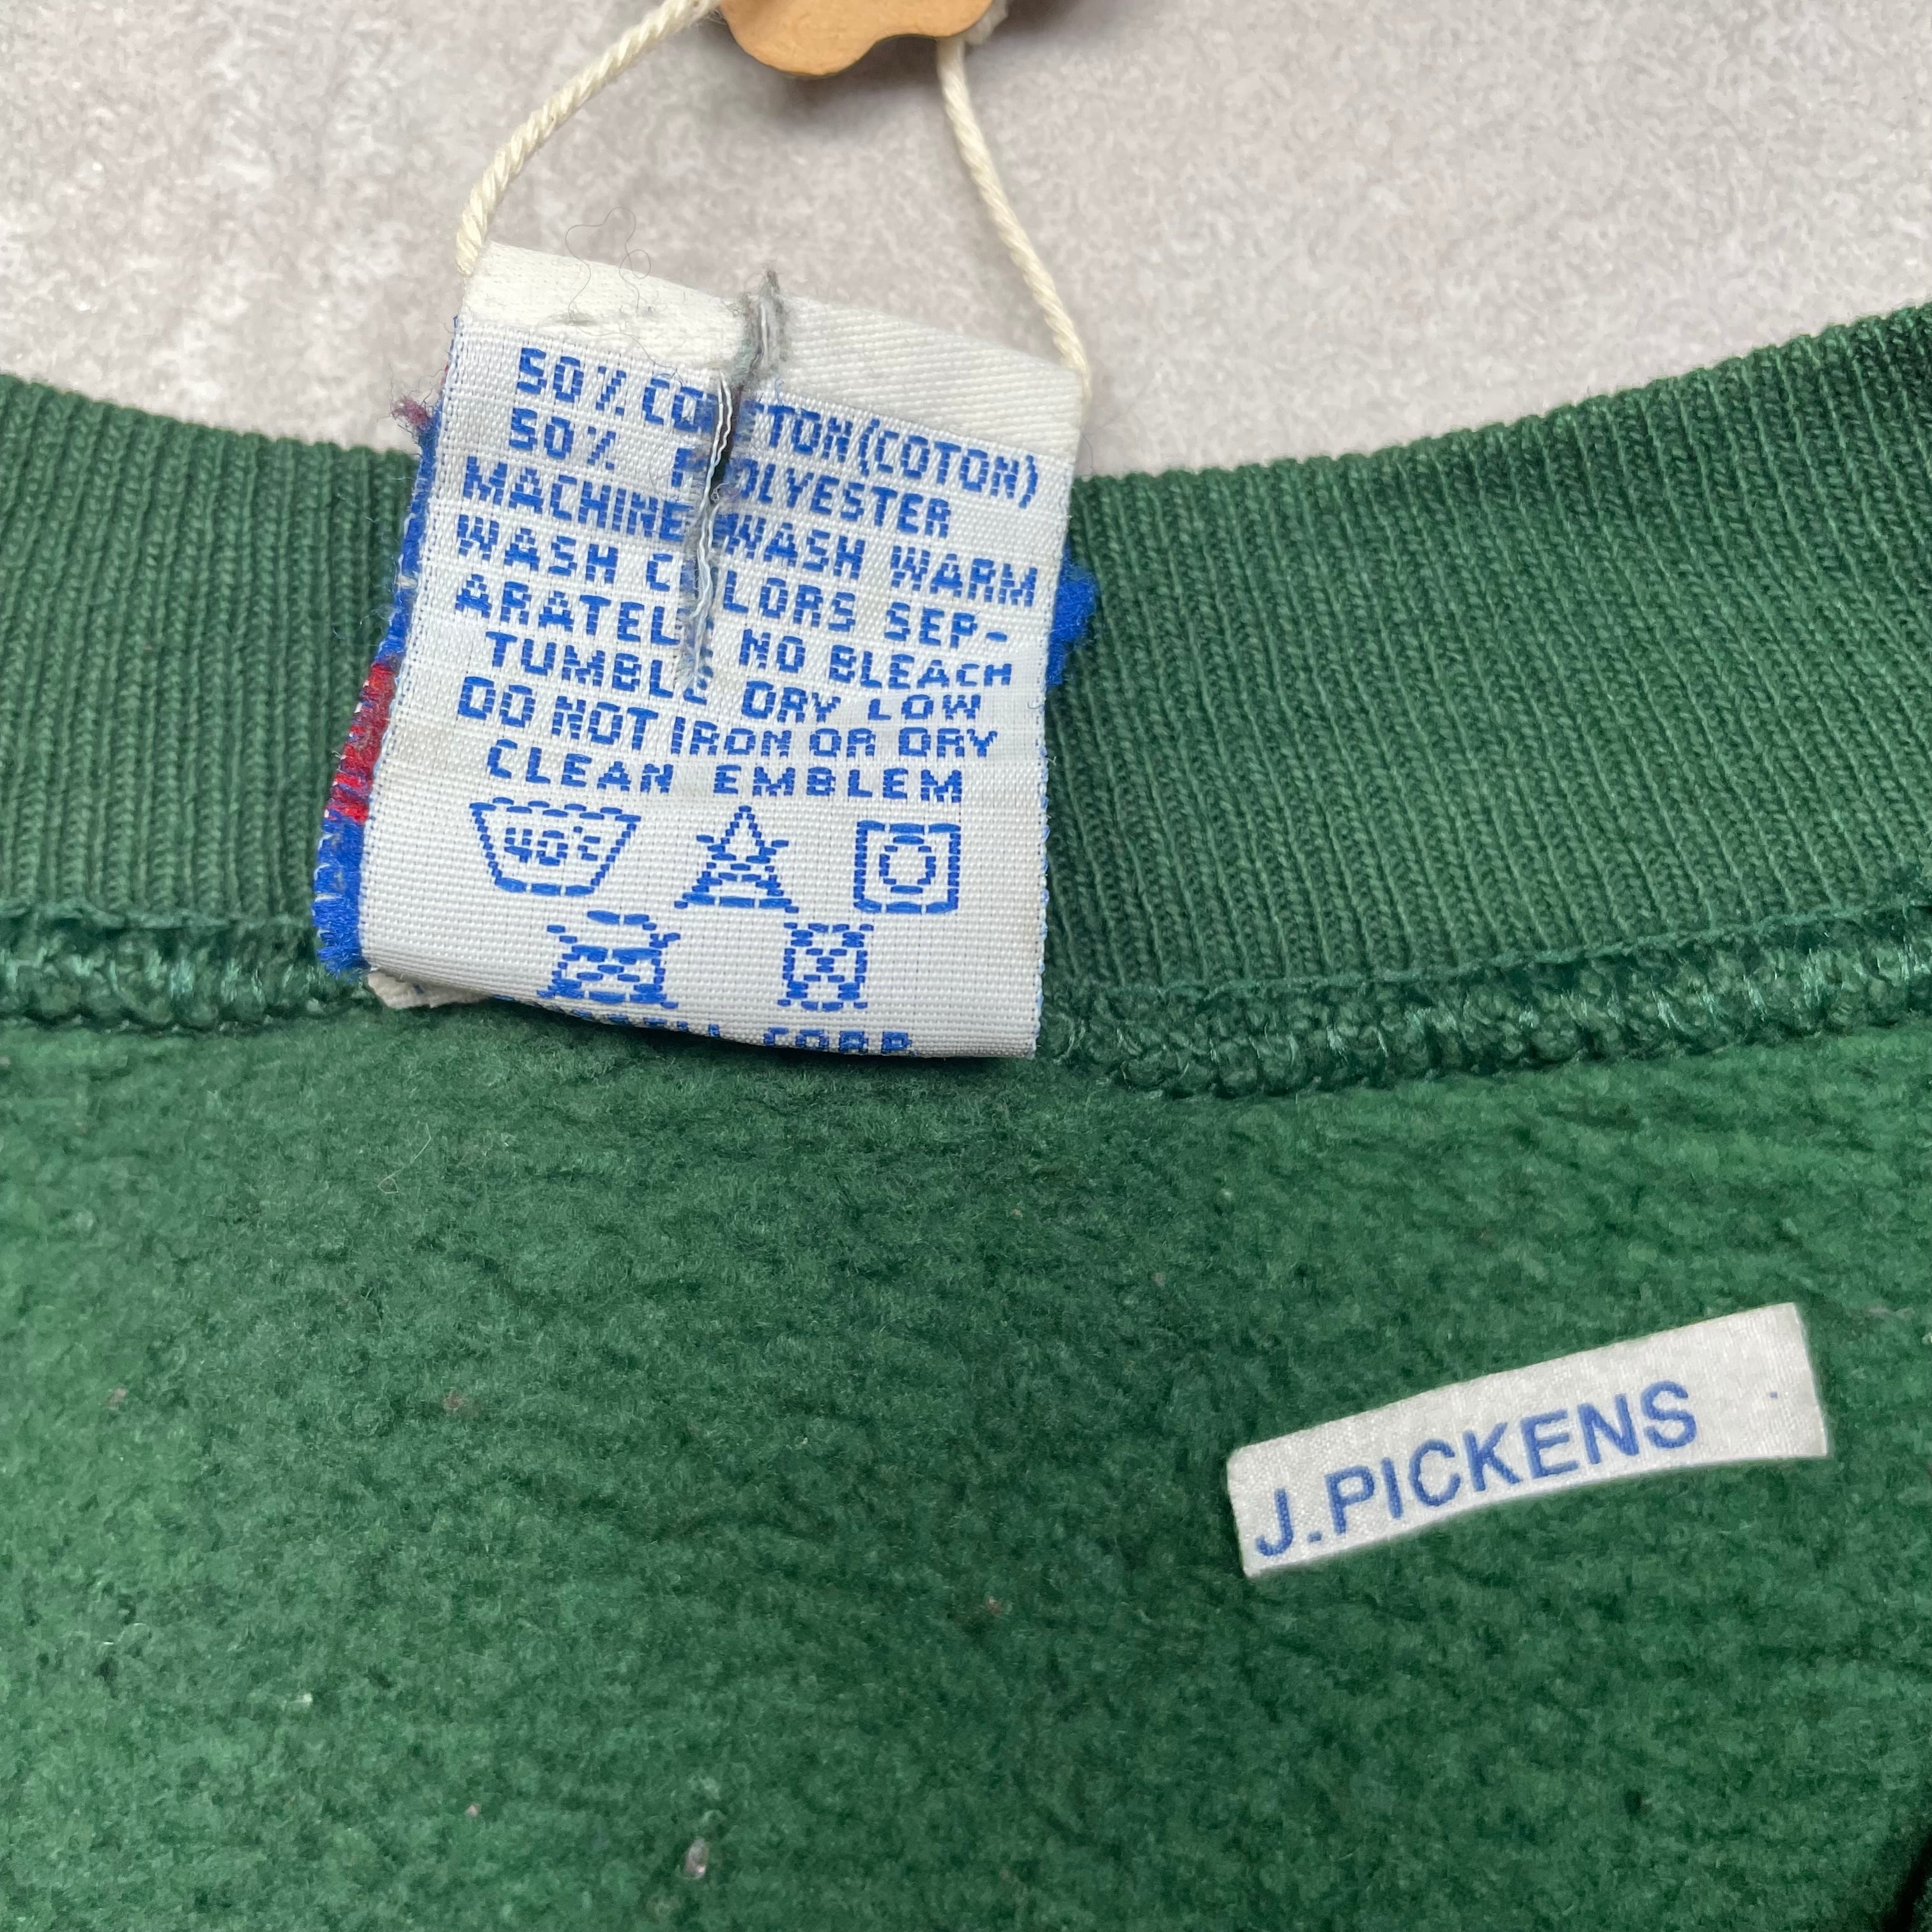 50% COTTON (COTON)
50% POLYESTER
MACHINE WASH WARM
WASH COLORS SEP-
ARATELY NO BLEACH
TUMBLE DRY LOW
DO NOT IRON OR DRY
CLEAN EMBLEM
40°C
CORP.
J.PICKENS